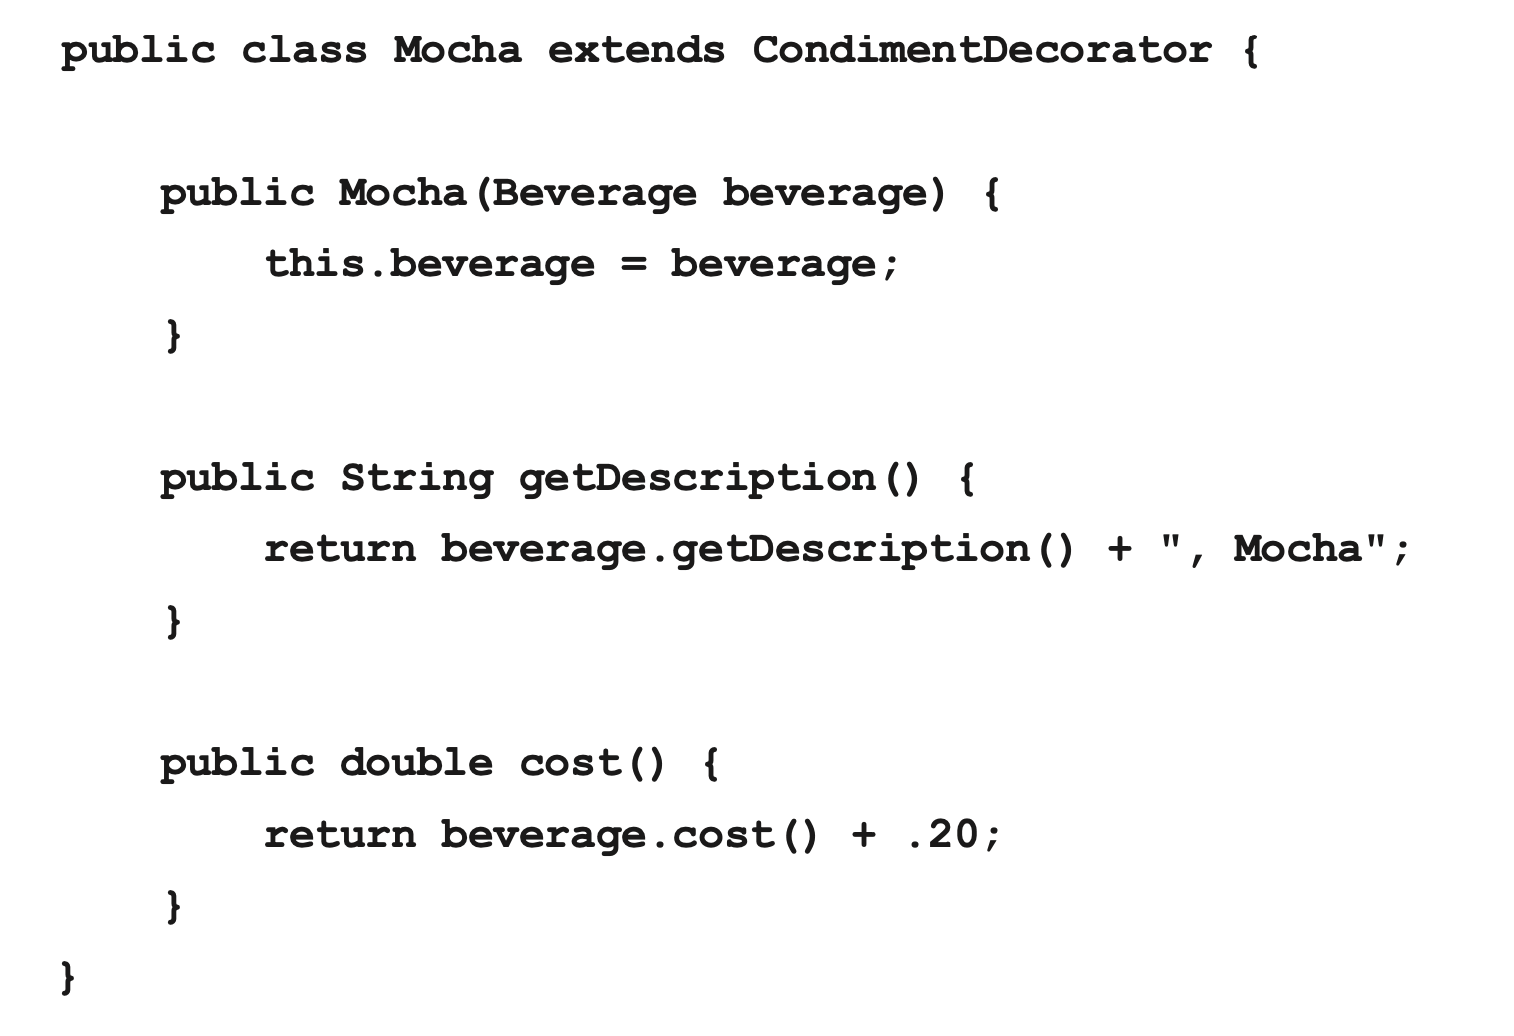 public class Mocha extends CondimentDecorator {
public Mocha(Beverage beverage) {
this.beverage = beverage;
}
public String getDescription() {
return beverage.getDescription() + ", Mocha";
}
public double cost() {
return beverage.cost() + .20;
}
}